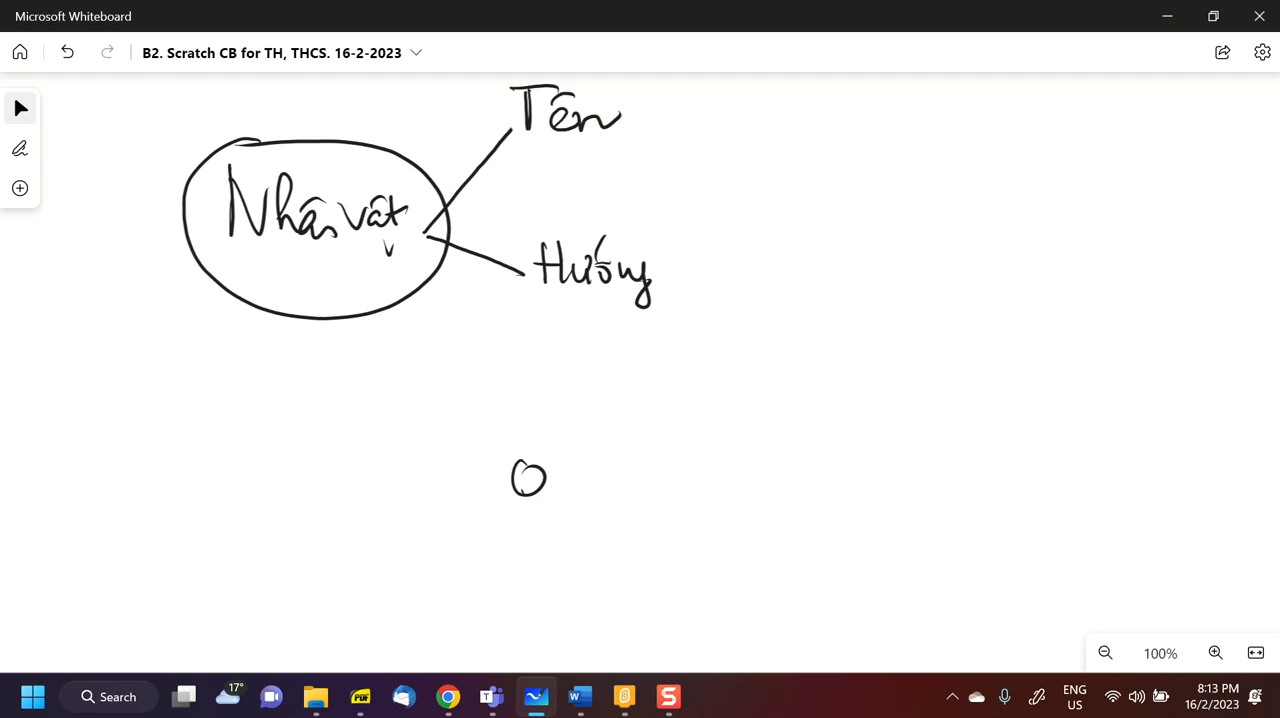 Microsoft Whiteboard
B2. Scratch CB for TH, THCS. 16-2-2023
Tên
Nhân vật
Hướng
O
100%
Search
17°
PDF
ENG
US
8:13 PM
16/2/2023